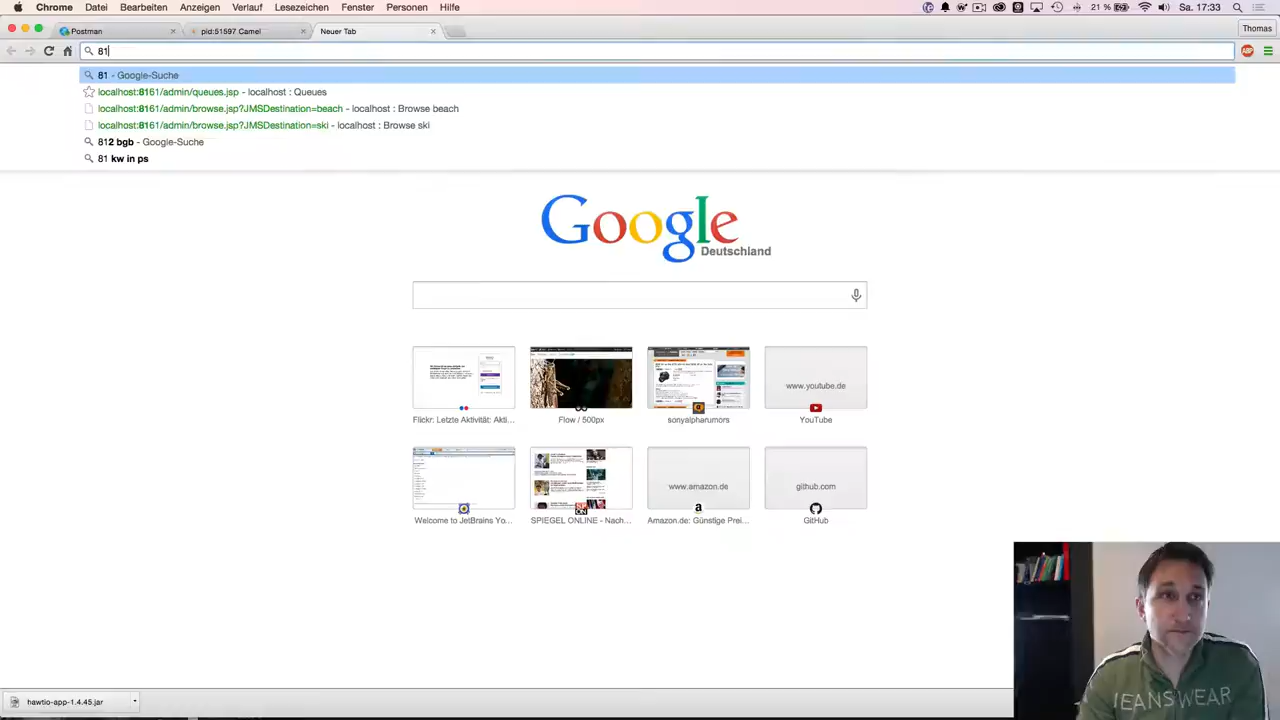 Chrome Datei Bearbeiten Anzeigen Verlauf Lesezeichen Fenster Personen Hilfe 21 % Sa. 17:33
Postman pid:51597 Camel Neuer Tab Thomas
81 ABP
81 - Google-Suche
localhost:8161/admin/queues.jsp - localhost : Queues
localhost:8161/admin/browse.jsp?JMSDestination=beach - localhost : Browse beach
localhost:8161/admin/browse.jsp?JMSDestination=ski - localhost : Browse ski
812 bgb - Google-Suche
81 kw in ps
Google
Deutschland
www.youtube.de
Flickr: Letzte Aktivität: Akti... Flow / 500px sonyalpharumors YouTube
www.amazon.de github.com
Welcome to JetBrains Yo... SPIEGEL ONLINE - Nach... Amazon.de: Günstige Prei... GitHub
JEANSWEAR
hawtio-app-1.4.45.jar